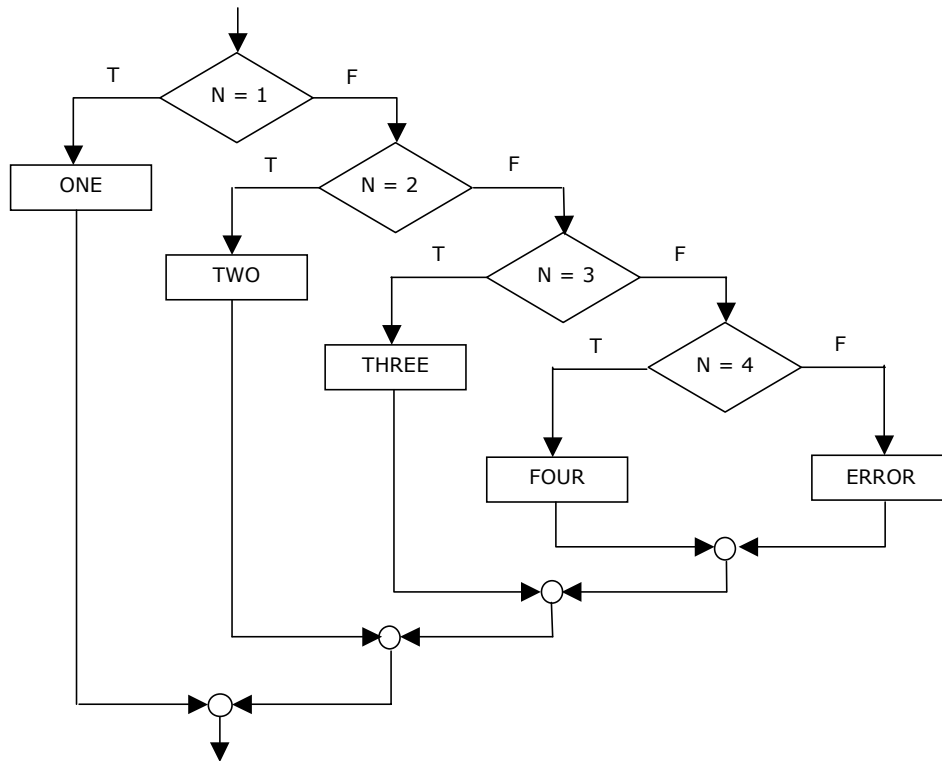 T
F
N = 1
T
F
ONE
N = 2
T
F
TWO
N = 3
T
F
THREE
N = 4
FOUR
ERROR